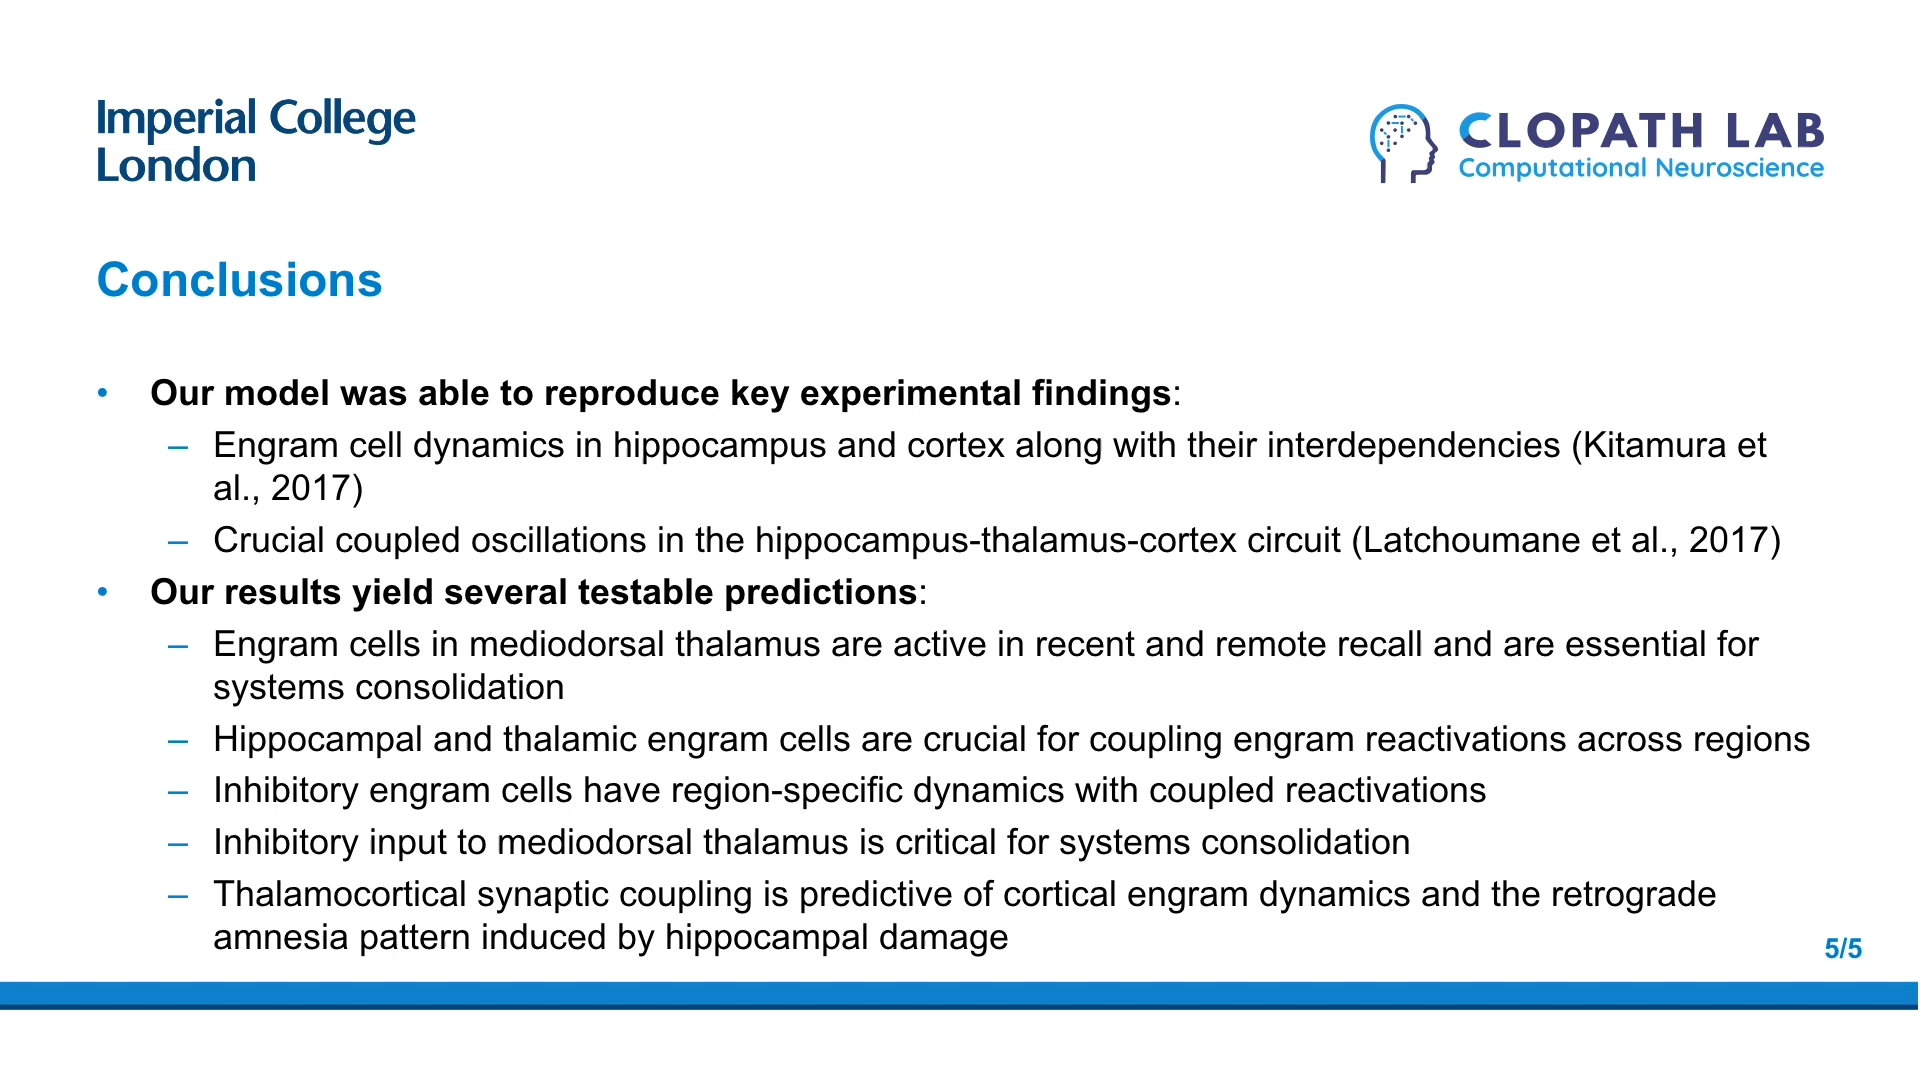 Imperial College
London
CLOPATH LAB
Computational Neuroscience
Conclusions
• Our model was able to reproduce key experimental findings:
– Engram cell dynamics in hippocampus and cortex along with their interdependencies (Kitamura et
al., 2017)
– Crucial coupled oscillations in the hippocampus-thalamus-cortex circuit (Latchoumane et al., 2017)
• Our results yield several testable predictions:
– Engram cells in mediodorsal thalamus are active in recent and remote recall and are essential for
systems consolidation
– Hippocampal and thalamic engram cells are crucial for coupling engram reactivations across regions
– Inhibitory engram cells have region-specific dynamics with coupled reactivations
– Inhibitory input to mediodorsal thalamus is critical for systems consolidation
– Thalamocortical synaptic coupling is predictive of cortical engram dynamics and the retrograde
amnesia pattern induced by hippocampal damage
5/5